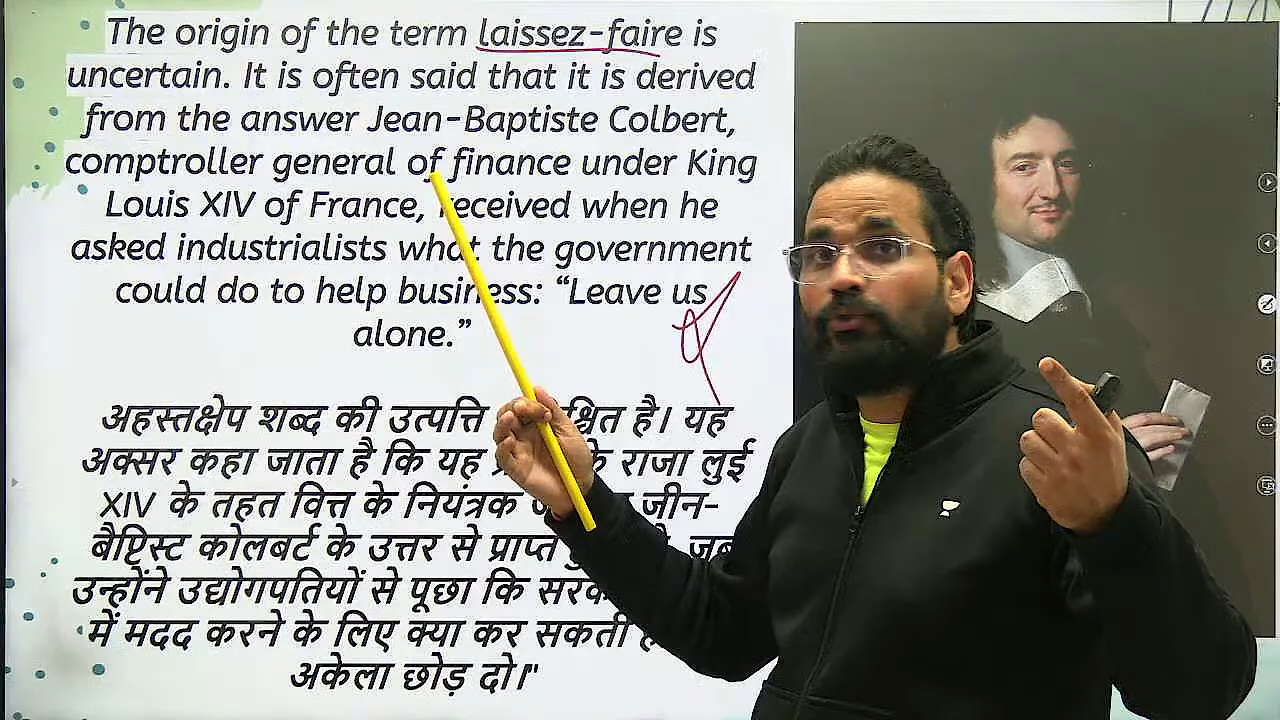 The origin of the term laissez-faire is
uncertain. It is often said that it is derived
from the answer Jean-Baptiste Colbert,
comptroller general of finance under King
Louis XIV of France, received when he
asked industrialists what the government
could do to help business: “Leave us
alone.”
अहस्तक्षेप शब्द की उत्पत्ति है। यह
अक्सर कहा जाता है कि यह के राजा लुई
XIV के तहत वित्त के नियंत्रक जीन-
बैप्टिस्ट कोलबर्ट के उत्तर से प्राप्त जब
उन्होंने उद्योगपतियों से पूछा कि
में मदद करने के लिए क्या कर सकती
अकेला छोड़ दो।"